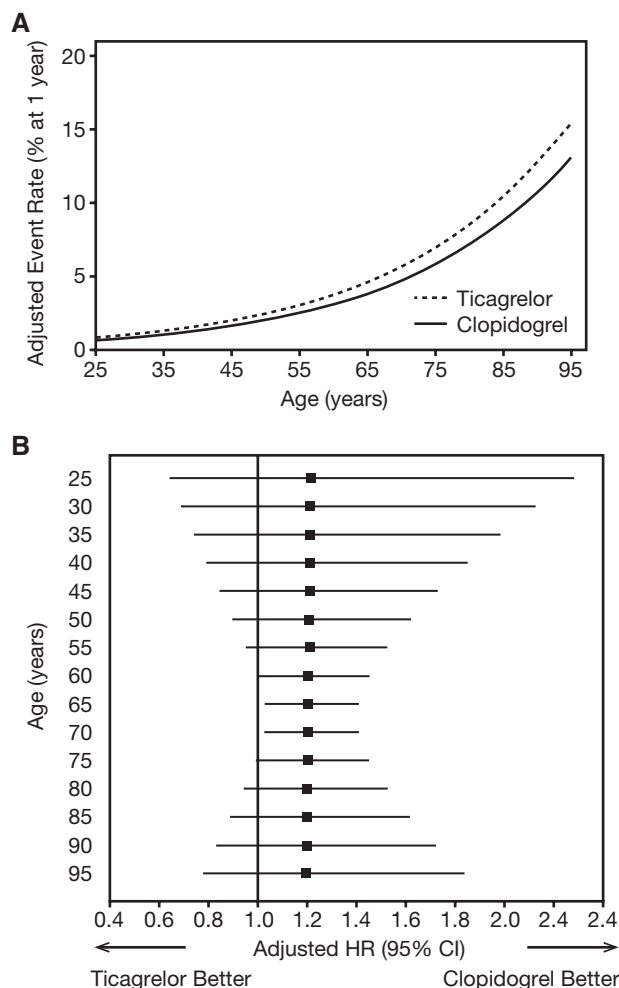 A
Adjusted Event Rate (% at 1 year)
20
15
10
5
0
Ticagrelor
Clopidogrel
25 35 45 55 65 75 85 95
Age (years)
B
Age (years)
25
30
35
40
45
50
55
60
65
70
75
80
85
90
95
0.4 0.6 0.8 1.0 1.2 1.4 1.6 1.8 2.0 2.4 2.4
Adjusted HR (95% CI)
Ticagrelor Better Clopidogrel Better